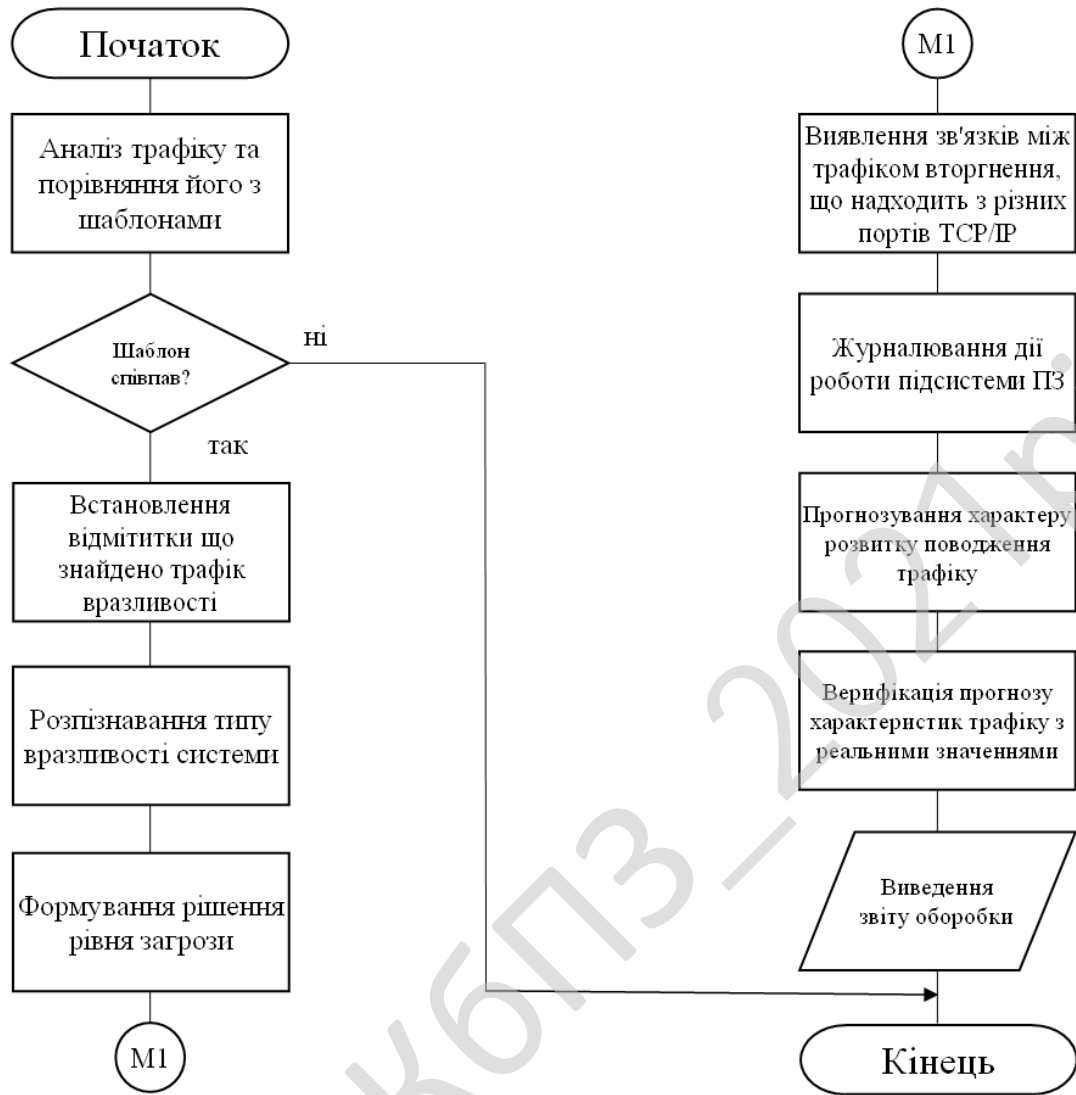 Початок
Аналіз трафіку та
порівняння його з
шаблонами
Шаблон
співпав?
ні
так
Встановлення
відмітитки що
знайдено трафік
вразливості
Розпізнавання типу
вразливості системи
Формування рішення
рівня загрози
М1
М1
Виявлення зв'язків між
трафіком вторгнення,
що надходить з різних
портів TCP/IP
Журналювання дії
роботи підсистеми ПЗ
Прогнозування характеру
розвитку поводження
трафіку
Верифікація прогнозу
характеристик трафіку з
реальними значеннями
Виведення
звіту оборобки
Кінець
КбПЗ_2021рі